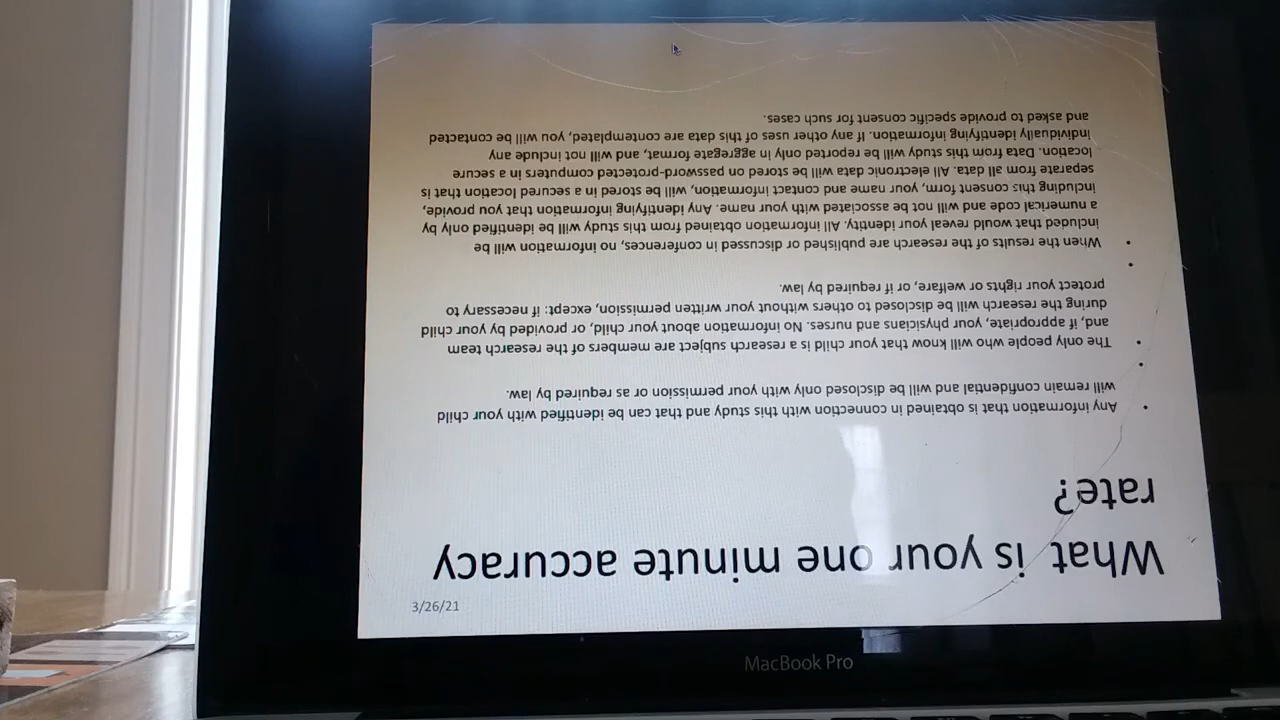 3/26/21
What is your one minute accuracy
rate?
• Any information that is obtained in connection with this study and that can be identified with your child
will remain confidential and will be disclosed only with your permission or as required by law.
•
• The only people who will know that your child is a research subject are members of the research team
and, if appropriate, your physicians and nurses. No information about your child, or provided by your child
during the research will be disclosed to others without your written permission, except: if necessary to
protect your rights or welfare, or if required by law.
•
• When the results of the research are published or discussed in conferences, no information will be
included that would reveal your identity. All information obtained from this study will be identified only by
a numerical code and will not be associated with your name. Any identifying information that you provide,
including this consent form, your name and contact information, will be stored in a secured location that is
separate from all data. All electronic data will be stored on password-protected computers in a secure
location. Data from this study will be reported only in aggregate format, and will not include any
individually identifying information. If any other uses of this data are contemplated, you will be contacted
and asked to provide specific consent for such cases.
MacBook Pro